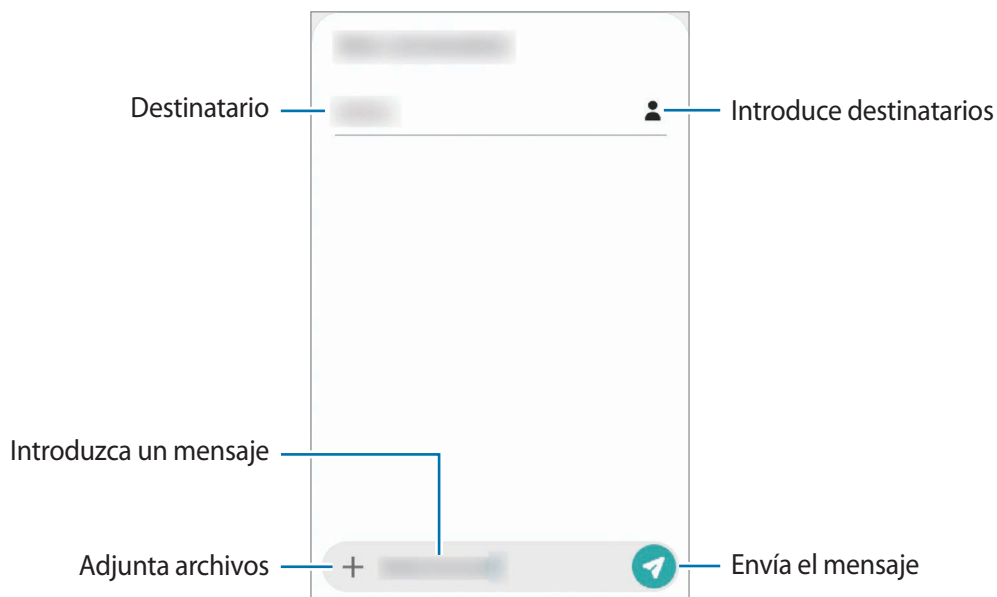 Destinatario
Introduce destinatarios
Introduzca un mensaje
Adjunta archivos
Envía el mensaje